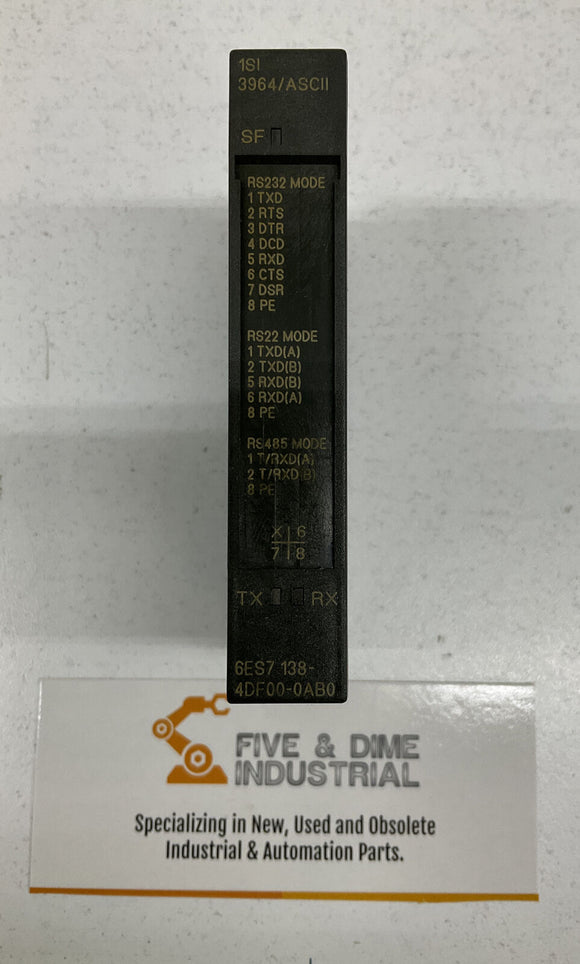 1SI
3964/ASCII
SF
RS232 MODE
1 TXD
2 RTS
3 DTR
4 DCD
5 RXD
6 CTS
7 DSR
8 PE
RS22 MODE
1 TXD(A)
2 TXD(B)
5 RXD(B)
6 RXD(A)
8 PE
RS485 MODE
1 T/RXD(A)
2 T/RXD(B)
8 PE
X 6
7 8
TX RX
6ES7 138-
4DF00-0AB0
FIVE & DIME
INDUSTRIAL
Specializing in New, Used and Obsolete
Industrial & Automation Parts.